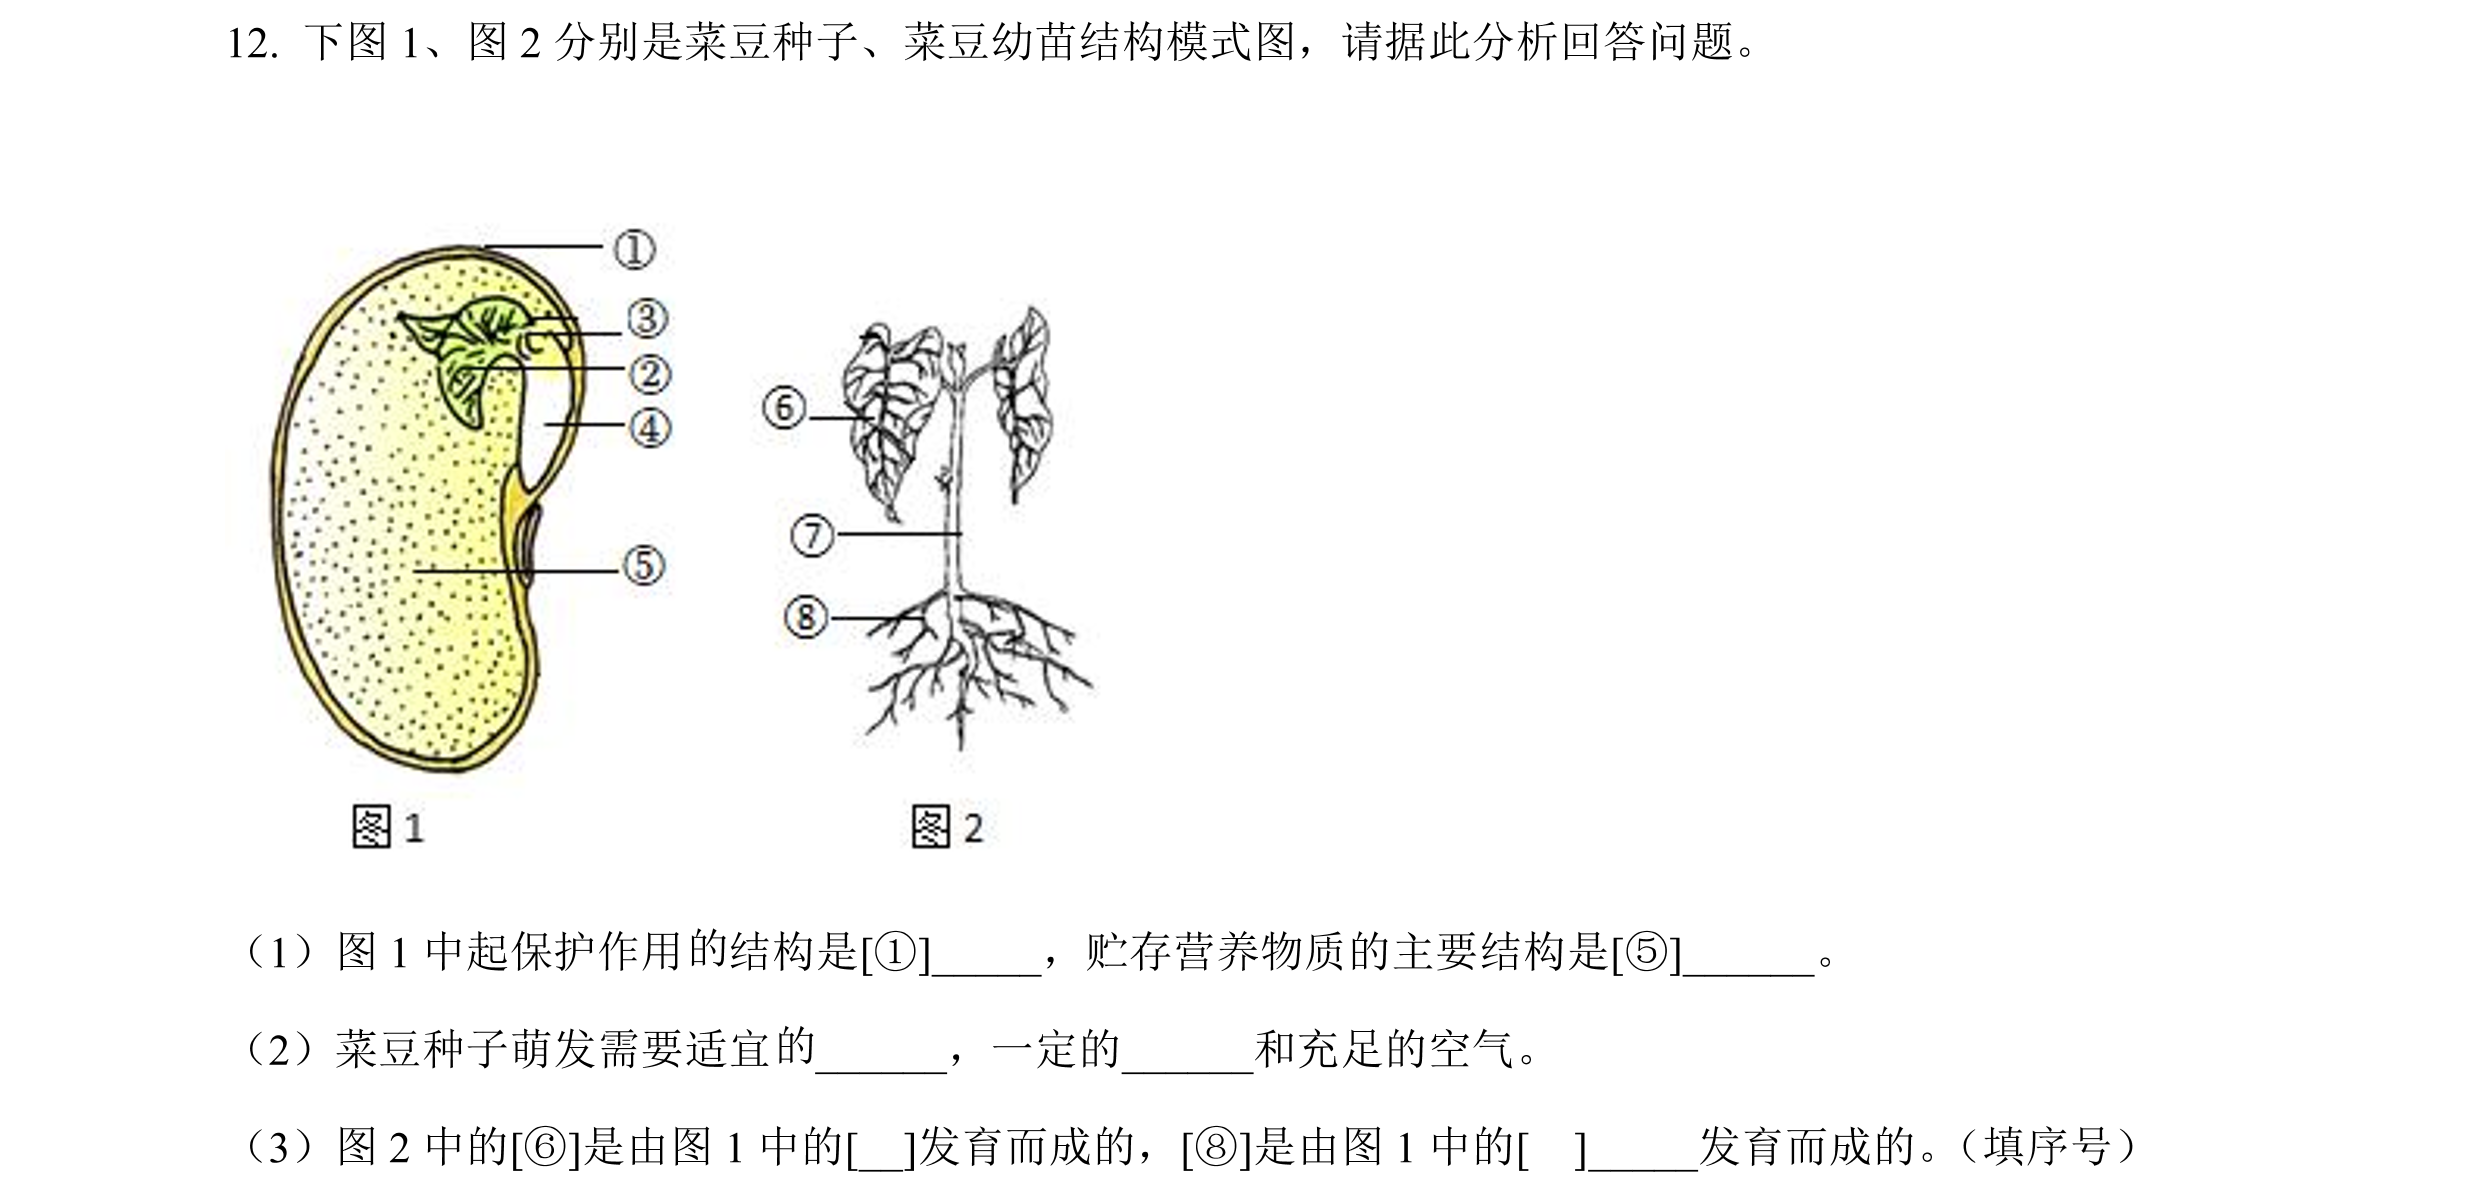 12. 下图 1、图 2 分别是菜豆种子、菜豆幼苗结构模式图，请据此分析回答问题。
①
③
②
④
⑤
⑥
⑦
⑧
图 1
图 2
（1）图 1 中起保护作用的结构是[①]_____，贮存营养物质的主要结构是[⑤]______。
（2）菜豆种子萌发需要适宜的______，一定的______和充足的空气。
（3）图 2 中的[⑥]是由图 1 中的[__]发育而成的，[⑧]是由图 1 中的[　]_____发育而成的。（填序号）